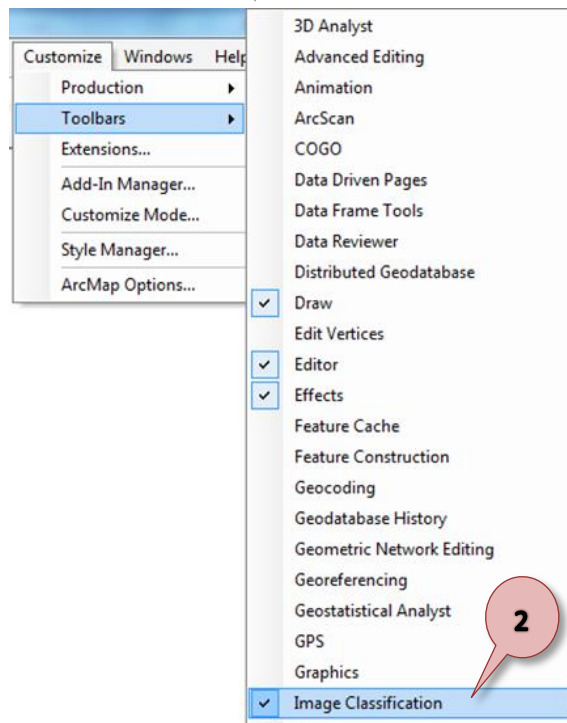 Customize Windows Help
Production
Toolbars
Extensions...
Add-In Manager...
Customize Mode...
Style Manager...
ArcMap Options...
3D Analyst
Advanced Editing
Animation
ArcScan
COGO
Data Driven Pages
Data Frame Tools
Data Reviewer
Distributed Geodatabase
Draw
Edit Vertices
Editor
Effects
Feature Cache
Feature Construction
Geocoding
Geodatabase History
Geometric Network Editing
Georeferencing
Geostatistical Analyst
GPS
Graphics
Image Classification
2